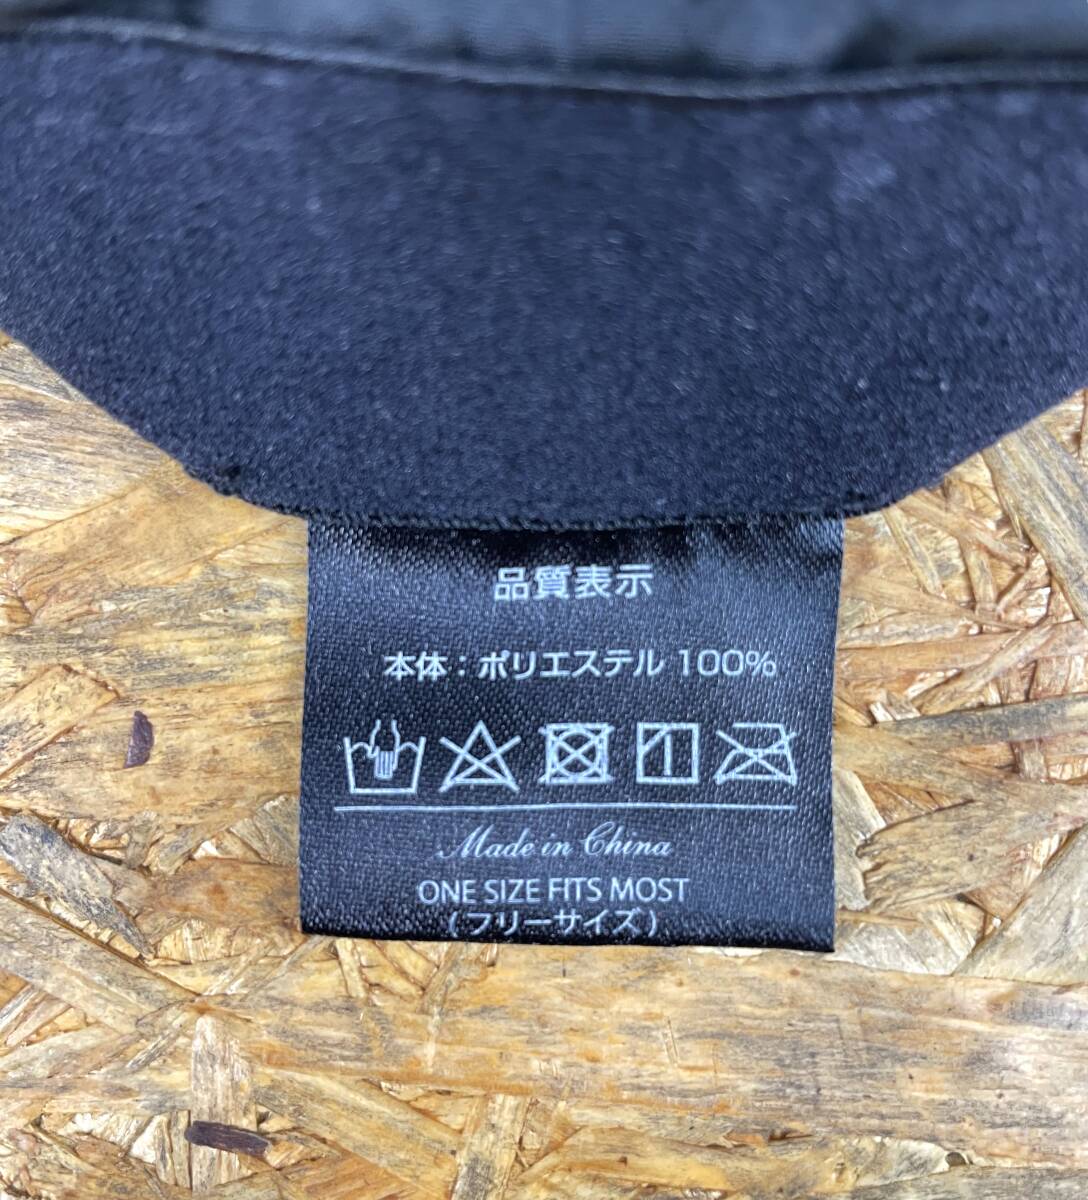 品質表示
本体：ポリエステル 100%
Made in China
ONE SIZE FITS MOST
(フリーサイズ)